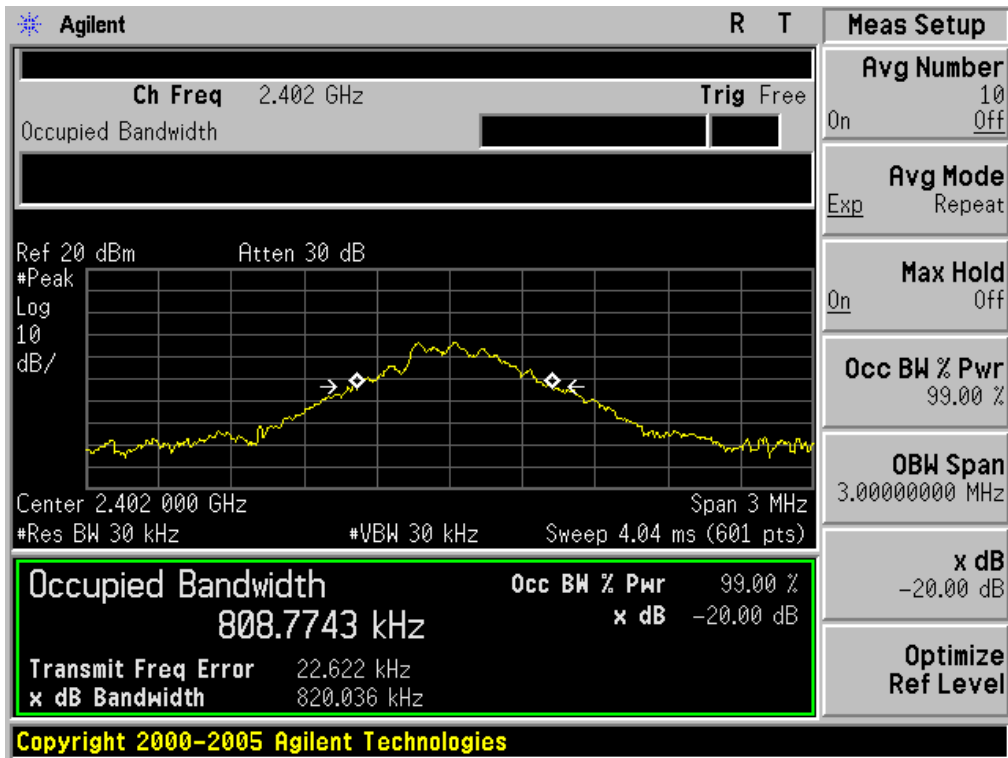 Agilent R T
Meas Setup
Ch Freq 2.402 GHz Trig Free
Occupied Bandwidth
Avg Number
10
On Off
Avg Mode
Exp Repeat
Max Hold
On Off
Occ BW % Pwr
99.00 %
OBW Span
3.00000000 MHz
x dB
-20.00 dB
Optimize
Ref Level
Ref 20 dBm Atten 30 dB
#Peak
Log
10
dB/
Center 2.402 000 GHz Span 3 MHz
#Res BW 30 kHz #VBW 30 kHz Sweep 4.04 ms (601 pts)
Occupied Bandwidth Occ BW % Pwr 99.00 %
808.7743 kHz x dB -20.00 dB
Transmit Freq Error 22.622 kHz
x dB Bandwidth 820.036 kHz
Copyright 2000-2005 Agilent Technologies